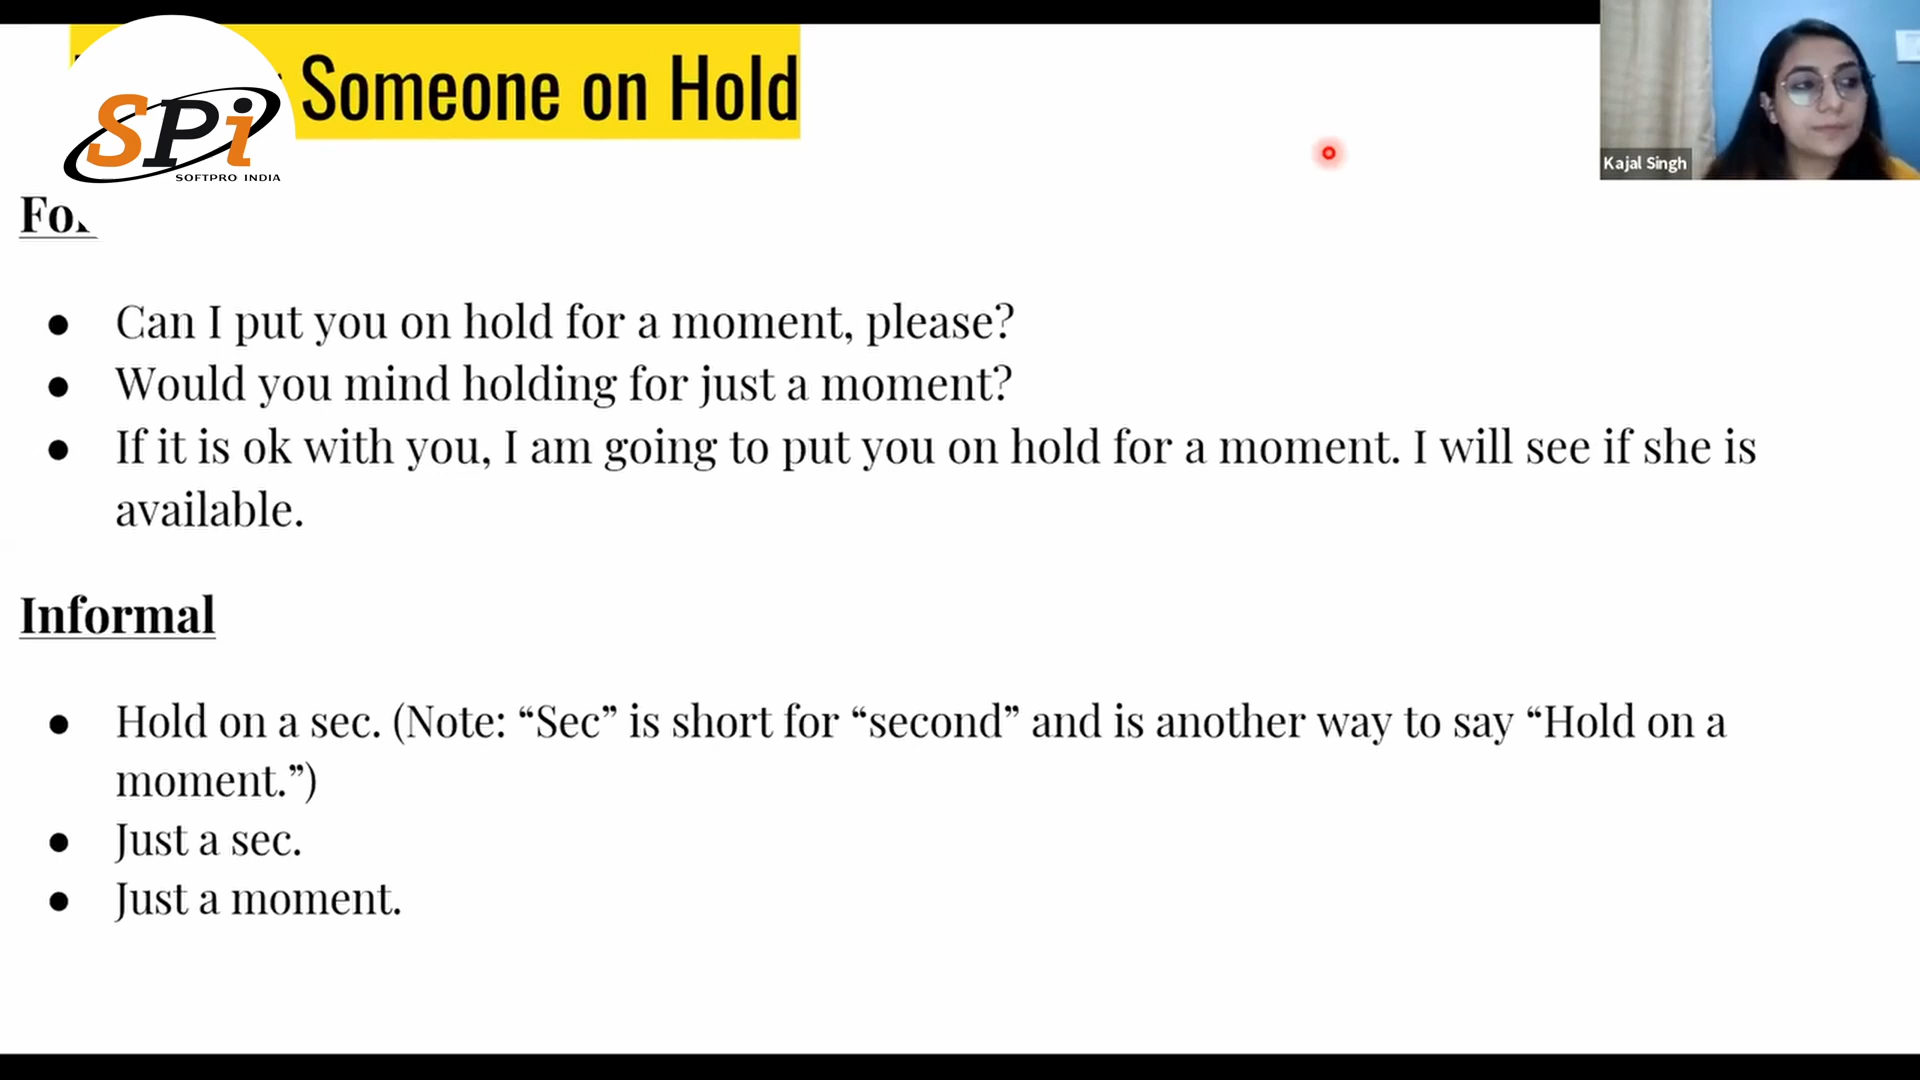 Someone on Hold
SPi
SOFTPRO INDIA
Kajal Singh
● Can I put you on hold for a moment, please?
● Would you mind holding for just a moment?
● If it is ok with you, I am going to put you on hold for a moment. I will see if she is
available.
Informal
● Hold on a sec. (Note: “Sec” is short for “second” and is another way to say “Hold on a
moment.”)
● Just a sec.
● Just a moment.